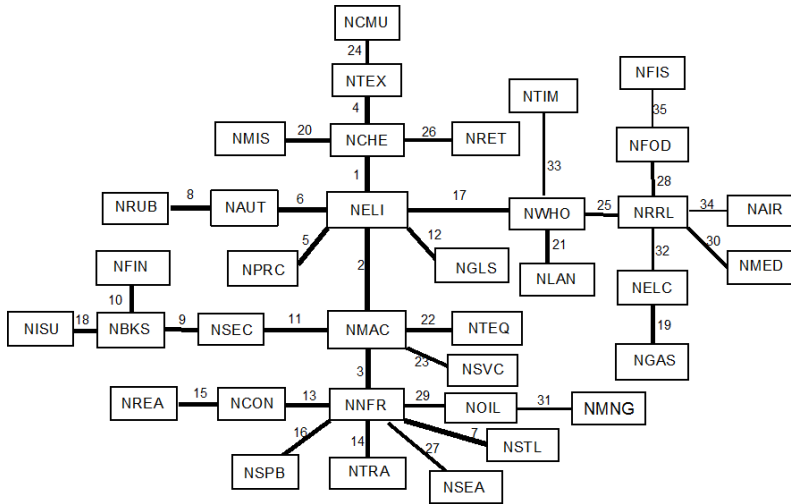 NCMU
24
NTEX
NFIS
NTIM
4
35
20
26
NMIS
NCHE
NRET
NFOD
33
1
28
8
6
17
25
34
NRUB
NAUT
NELI
NWHO
NRRL
NAIR
5
12
21
30
32
NPRC
NGLS
NLAN
NMED
NFIN
2
NELC
10
9
11
22
19
NISU
18
NBKS
NSEC
NMAC
NTEQ
23
NSVC
NGAS
3
15
13
29
31
NREA
NCON
NNFR
NOIL
NMNG
16
14
27
7
NSTL
NSPB
NTRA
NSEA